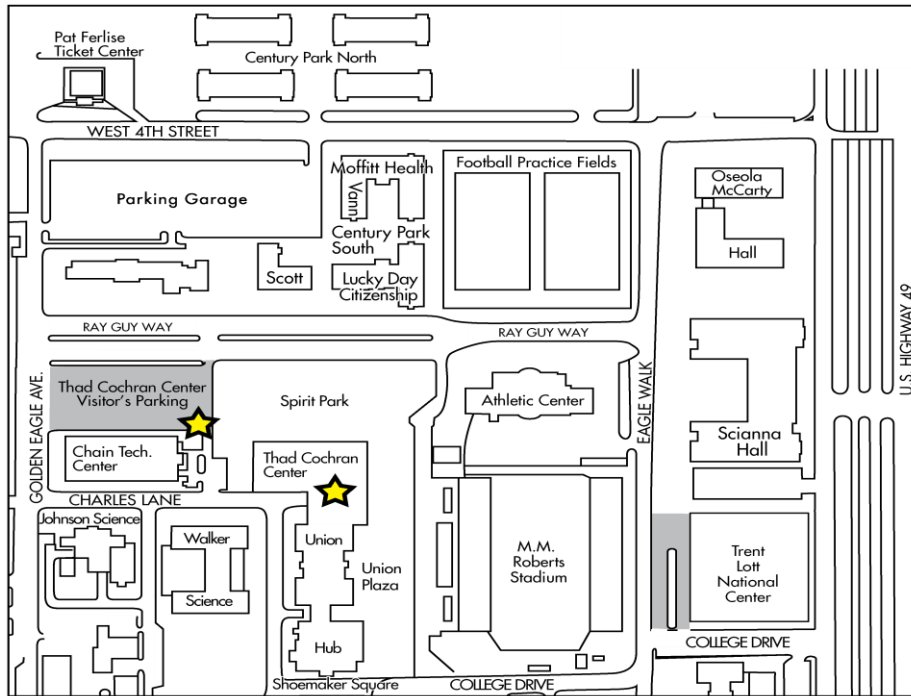 Pat Ferlise
Ticket Center
Century Park North
WEST 4TH STREET
Parking Garage
Moffitt Health
Vann
Century Park
South
Scott
Lucky Day
Citizenship
Football Practice Fields
Oseola
McCarty
Hall
U.S. HIGHWAY 49
RAY GUY WAY
RAY GUY WAY
GOLDEN EAGLE AVE.
Thad Cochran Center
Visitor's Parking
Spirit Park
Athletic Center
EAGLE WALK
Scianna
Hall
Chain Tech.
Center
Thad Cochran
Center
CHARLES LANE
Johnson Science
Walker
Science
Union
Union
Plaza
M.M.
Roberts
Stadium
Trent
Lott
National
Center
Hub
Shoemaker Square
COLLEGE DRIVE
COLLEGE DRIVE